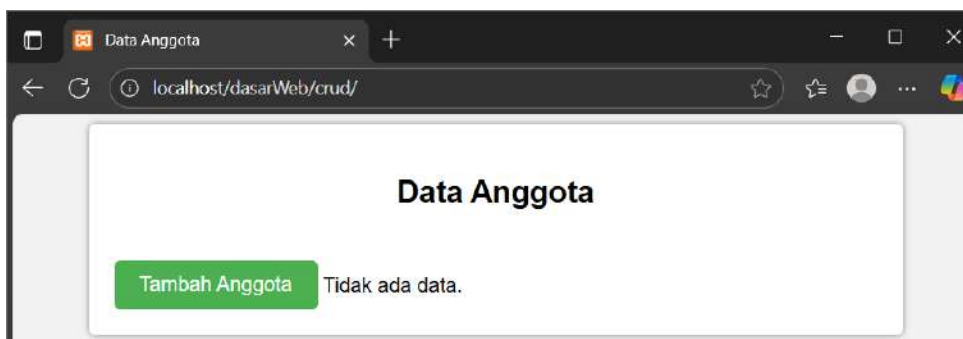 Data Anggota
localhost/dasarWeb/crud/
Data Anggota
Tambah Anggota Tidak ada data.